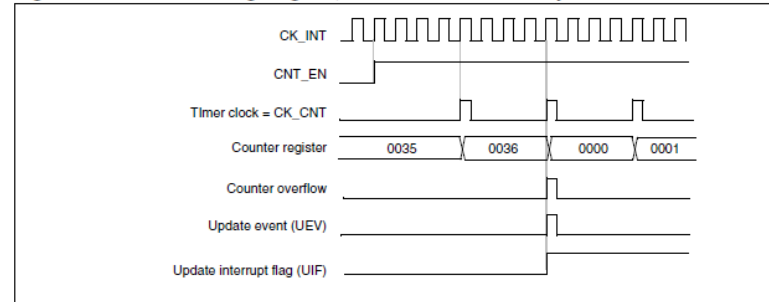 CK_INT
CNT_EN
TImer clock = CK_CNT
Counter register 0035 0036 0000 0001
Counter overflow
Update event (UEV)
Update interrupt flag (UIF)